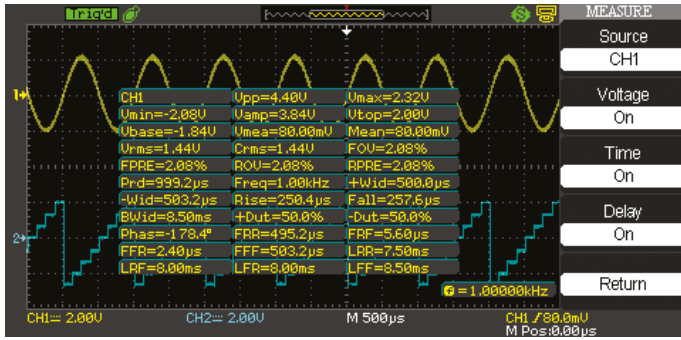 Trig'd
MEASURE
Source
CH1
Voltage
On
Time
On
Delay
On
Return
1
CH1 Vpp=4.40V Vmax=2.32V
Vmin=-2.08V Vamp=3.84V Vtop=2.00V
Vbase=-1.84V Vmea=80.00mV Mean=80.00mV
Vrms=1.44V Crms=1.44V FOV=2.08%
FPRE=2.08% ROV=2.08% RPRE=2.08%
Prd=999.2µs Freq=1.00kHz +Wid=500.0µs
-Wid=503.2µs Rise=250.4µs Fall=257.6µs
BWid=8.50ms +Dut=50.0% -Dut=50.0%
Phas=-178.4° FRR=495.2µs FRF=5.60µs
FFR=2.40µs FFF=503.2µs LRR=7.50ms
LRF=8.00ms LFR=8.00ms LFF=8.50ms
2
=1.00000kHz
CH1 2.00V CH2 2.00V M 500µs CH1 80.0mV
M Pos:0.00µs